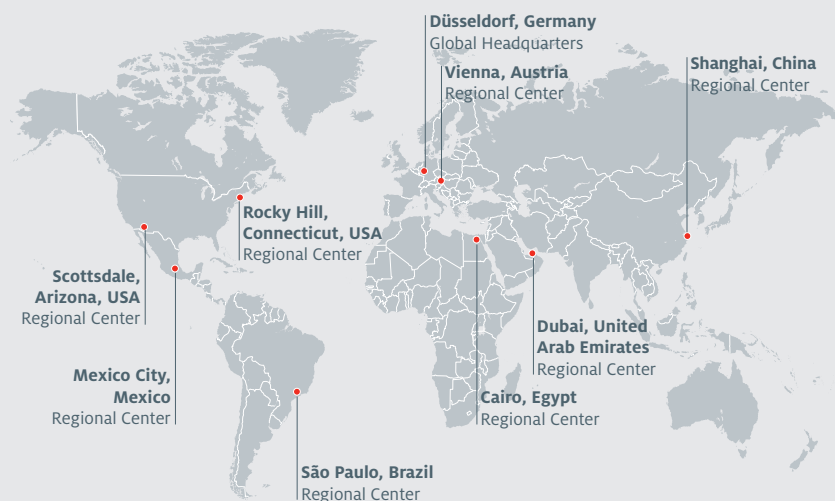 Düsseldorf, Germany
Global Headquarters
Vienna, Austria
Regional Center
Shanghai, China
Regional Center
Rocky Hill,
Connecticut, USA
Regional Center
Scottsdale,
Arizona, USA
Regional Center
Dubai, United
Arab Emirates
Regional Center
Mexico City,
Mexico
Regional Center
Cairo, Egypt
Regional Center
São Paulo, Brazil
Regional Center